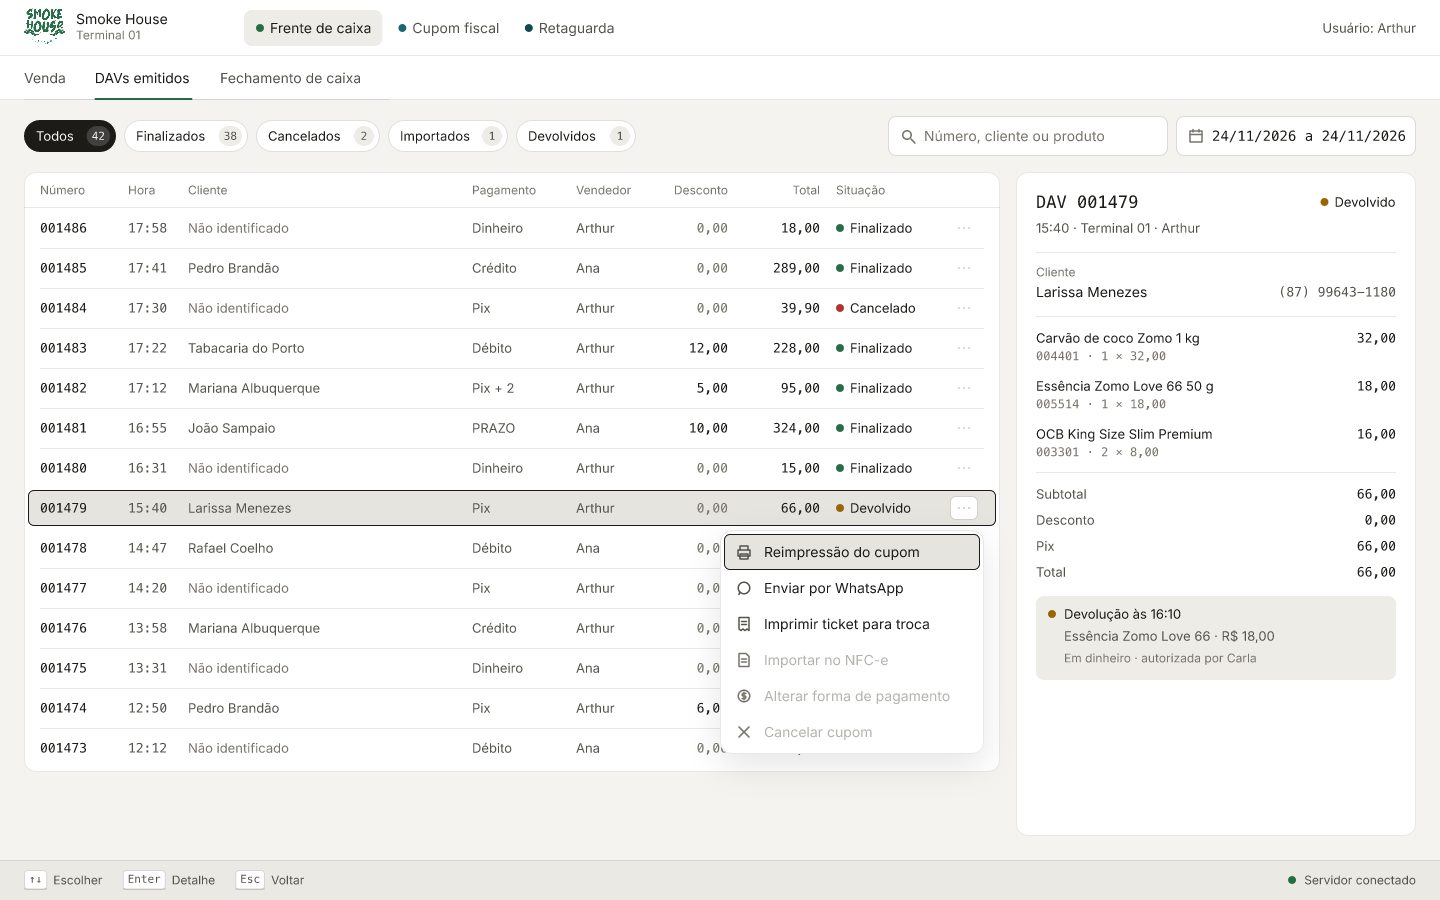 SMOKE HOUSE
Smoke House
Terminal 01
Frente de caixa
Cupom fiscal
Retaguarda
Usuário: Arthur
Venda
DAVs emitidos
Fechamento de caixa
Todos 42
Finalizados 38
Cancelados 2
Importados 1
Devolvidos 1
Número, cliente ou produto
24/11/2026 a 24/11/2026
Número Hora Cliente Pagamento Vendedor Desconto Total Situação
001486 17:58 Não identificado Dinheiro Arthur 0,00 18,00 Finalizado ...
001485 17:41 Pedro Brandão Crédito Ana 0,00 289,00 Finalizado ...
001484 17:30 Não identificado Pix Arthur 0,00 39,90 Cancelado ...
001483 17:22 Tabacaria do Porto Débito Arthur 12,00 228,00 Finalizado ...
001482 17:12 Mariana Albuquerque Pix + 2 Arthur 5,00 95,00 Finalizado ...
001481 16:55 João Sampaio PRAZO Ana 10,00 324,00 Finalizado ...
001480 16:31 Não identificado Dinheiro Arthur 0,00 15,00 Finalizado ...
001479 15:40 Larissa Menezes Pix Arthur 0,00 66,00 Devolvido ...
001478 14:47 Rafael Coelho Débito Ana 0,0
001477 14:20 Não identificado Pix Arthur 0,0
001476 13:58 Mariana Albuquerque Crédito Arthur 0,0
001475 13:31 Não identificado Dinheiro Ana 0,0
001474 12:50 Pedro Brandão Pix Arthur 6,0
001473 12:12 Não identificado Débito Ana 0,0
Reimpressão do cupom
Enviar por WhatsApp
Imprimir ticket para troca
Importar no NFC-e
Alterar forma de pagamento
Cancelar cupom
DAV 001479 Devolvido
15:40 · Terminal 01 · Arthur
Cliente
Larissa Menezes (87) 99643-1180
Carvão de coco Zomo 1 kg 32,00
004401 · 1 × 32,00
Essência Zomo Love 66 50 g 18,00
005514 · 1 × 18,00
OCB King Size Slim Premium 16,00
003301 · 2 × 8,00
Subtotal 66,00
Desconto 0,00
Pix 66,00
Total 66,00
Devolução às 16:10
Essência Zomo Love 66 · R$ 18,00
Em dinheiro · autorizada por Carla
↑↓ Escolher Enter Detalhe Esc Voltar
Servidor conectado